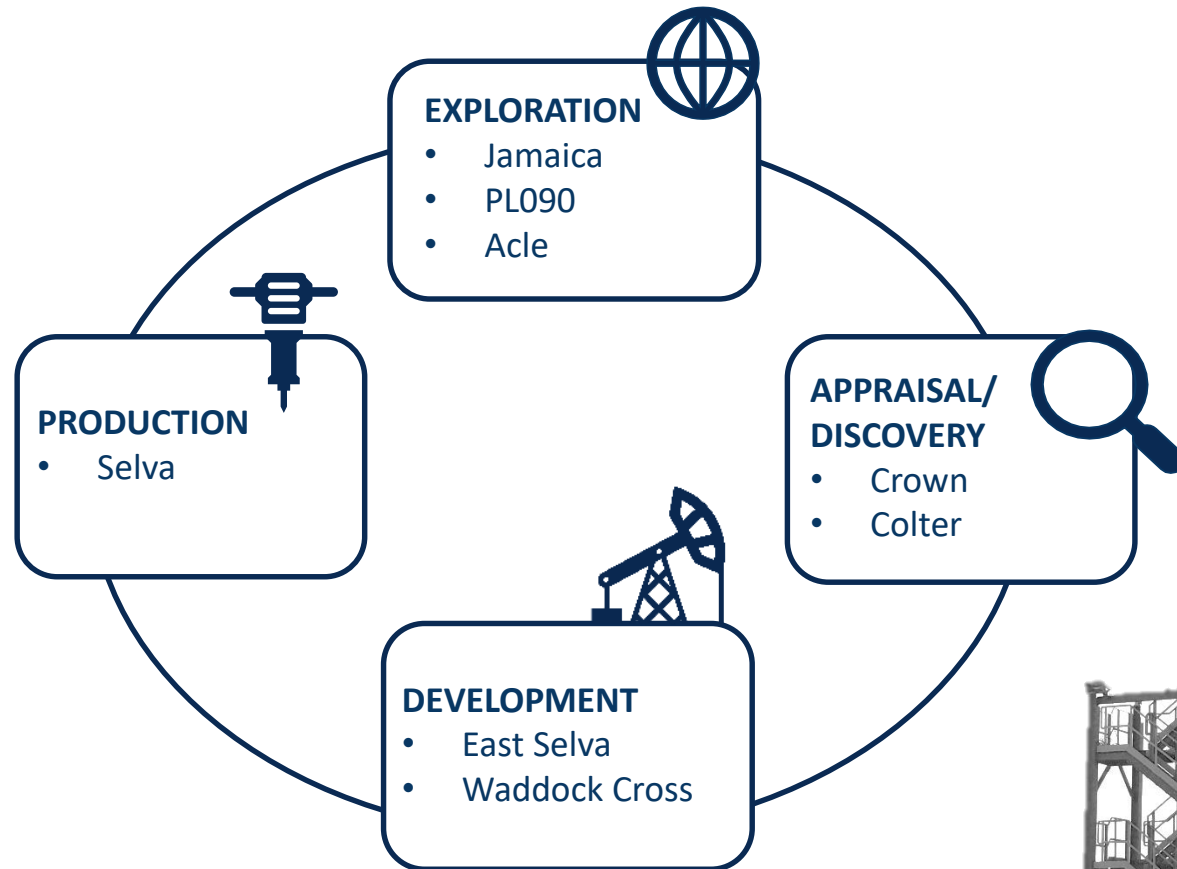 EXPLORATION
• Jamaica
• PL090
• Acle
APPRAISAL/
DISCOVERY
• Crown
• Colter
DEVELOPMENT
• East Selva
• Waddock Cross
PRODUCTION
• Selva